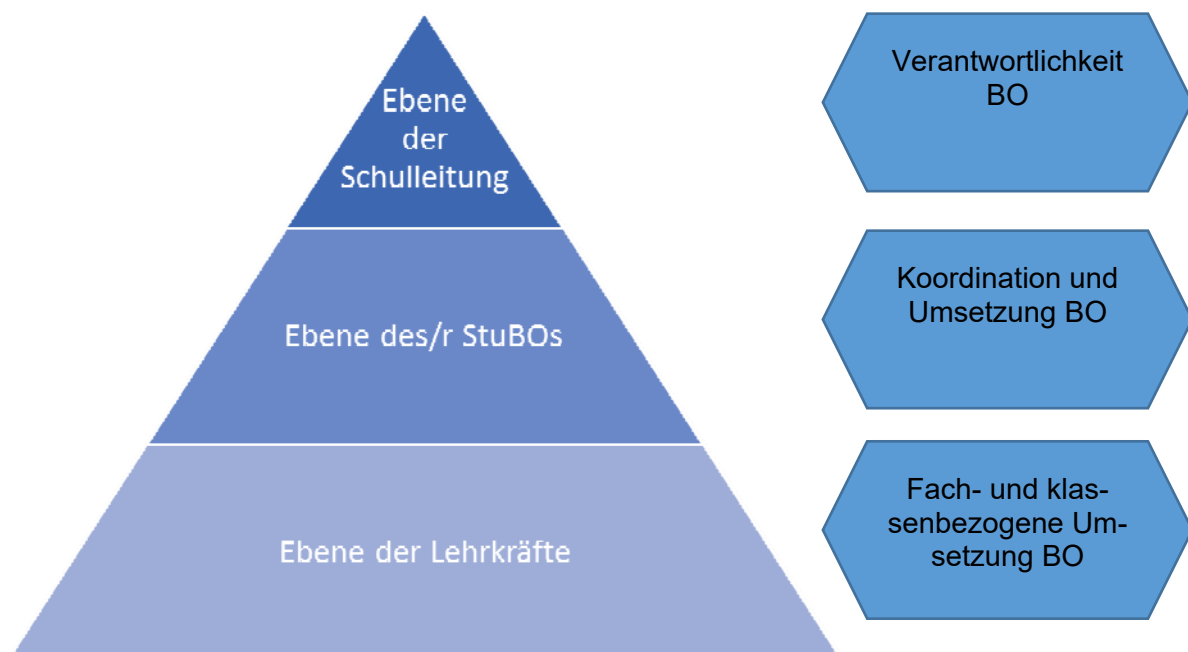 Ebene
der
Schulleitung
Verantwortlichkeit
BO
Ebene des/r StuBOs
Koordination und
Umsetzung BO
Ebene der Lehrkräfte
Fach- und klas-
senbezogene Um-
setzung BO